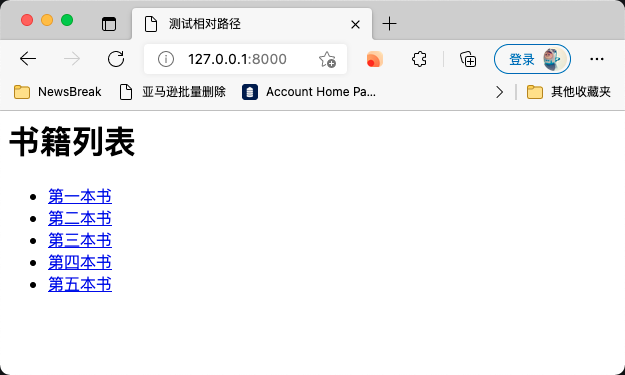 测试相对路径
127.0.0.1:8000
登录
NewsBreak 亚马逊批量删除 Account Home Pa... 其他收藏夹
书籍列表
第一本书
第二本书
第三本书
第四本书
第五本书